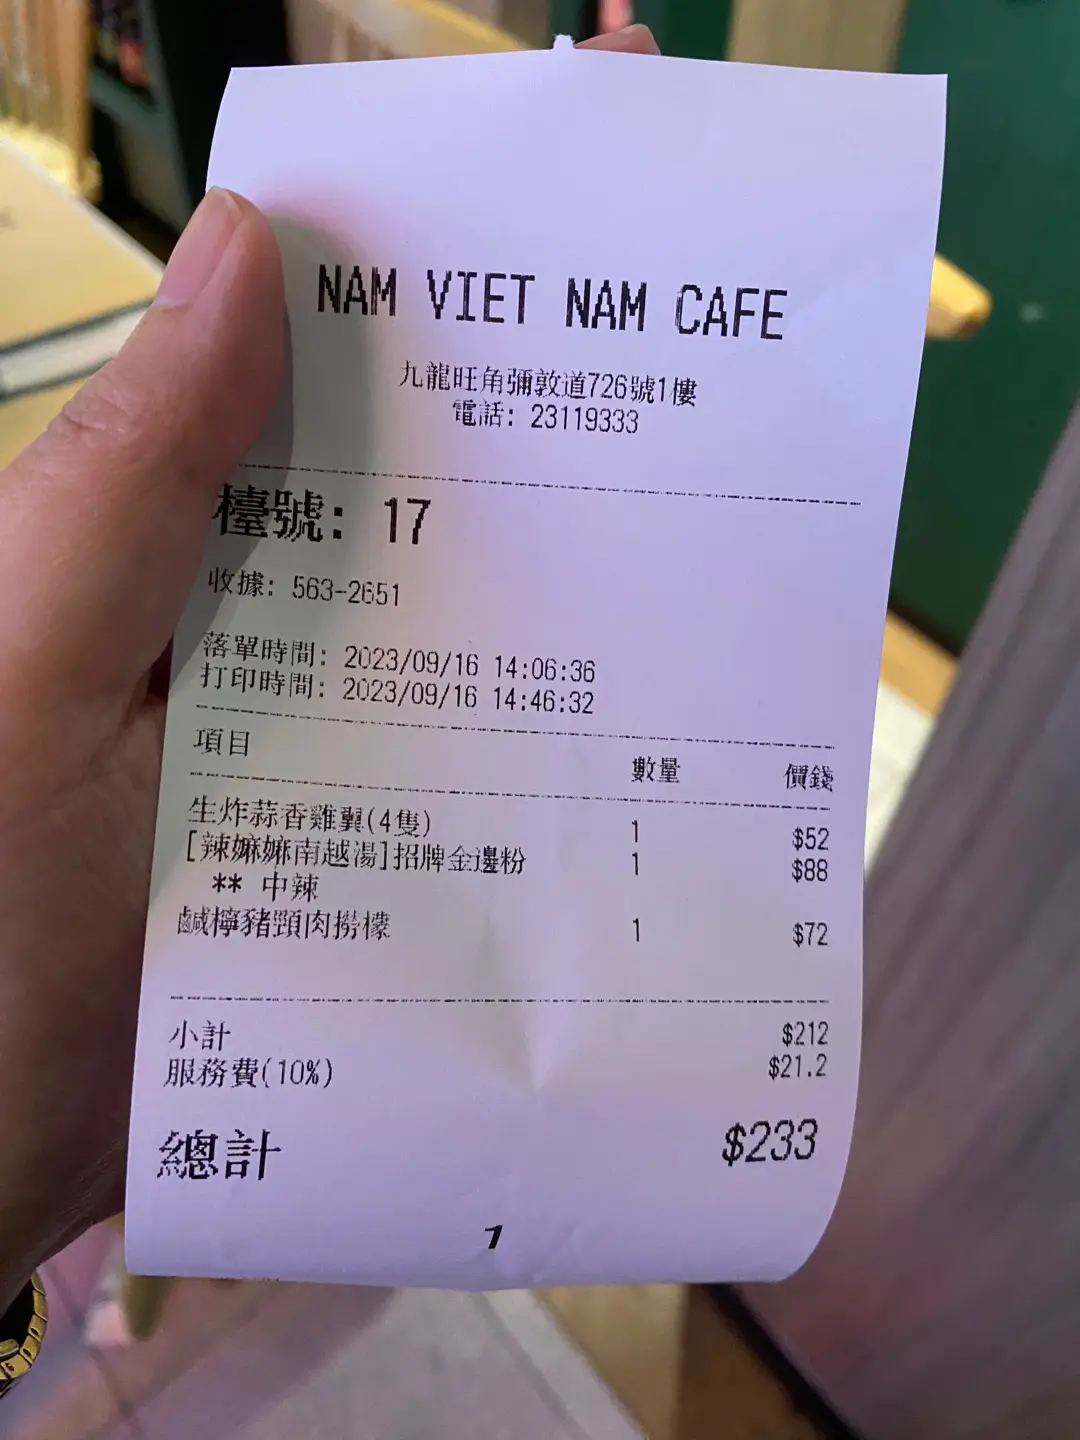 NAM VIET NAM CAFE
九龍旺角彌敦道726號1樓
電話: 23119333
檯號: 17
收據: 563-2651
落單時間: 2023/09/16 14:06:36
打印時間: 2023/09/16 14:46:32
項目 數量 價錢
生炸蒜香雞翼(4隻) 1 $52
[辣嫲嫲南越湯]招牌金邊粉 1 $88
** 中辣
鹹檸豬頸肉撈檬 1 $72
小計 $212
服務費(10%) $21.2
總計 $233
1